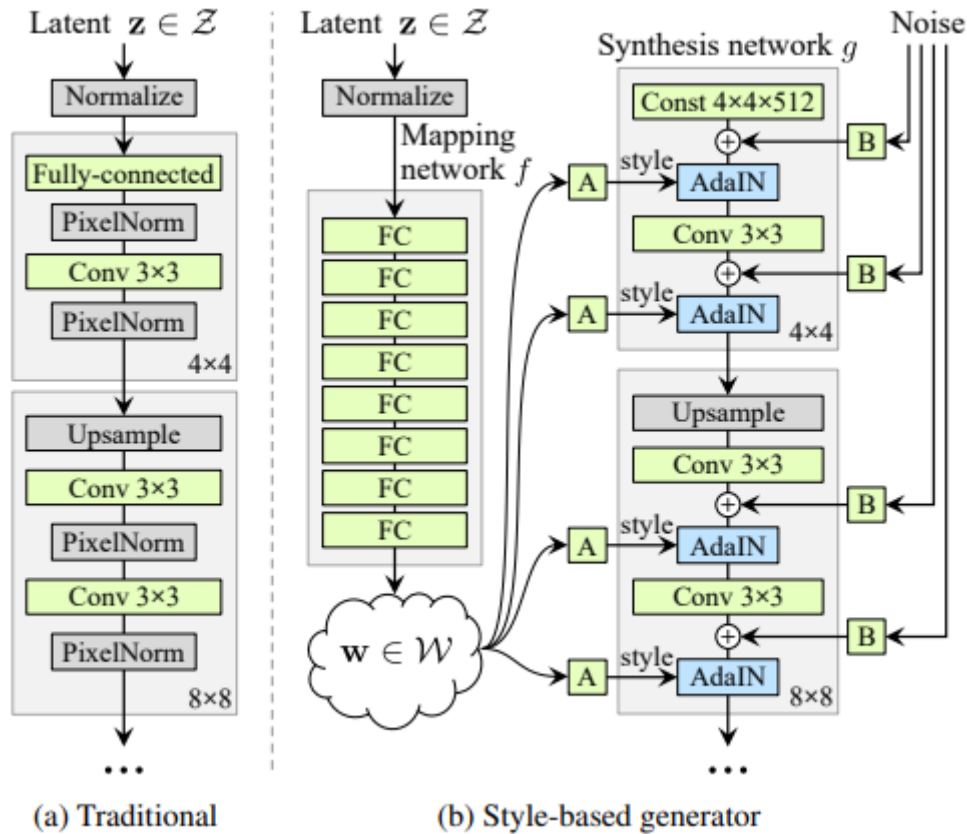 Latent z ∈ 𝒵
Normalize
Fully-connected
PixelNorm
Conv 3×3
PixelNorm
4×4
Upsample
Conv 3×3
PixelNorm
Conv 3×3
PixelNorm
8×8
...
(a) Traditional
Latent z ∈ 𝒵
Normalize
Mapping
network f
FC
FC
FC
FC
FC
FC
FC
FC
w ∈ 𝒲
A
style
A
style
A
style
A
style
Synthesis network g
Const 4×4×512
+
AdaIN
Conv 3×3
+
AdaIN
4×4
Upsample
Conv 3×3
+
AdaIN
Conv 3×3
+
AdaIN
8×8
...
Noise
B
B
B
B
(b) Style-based generator